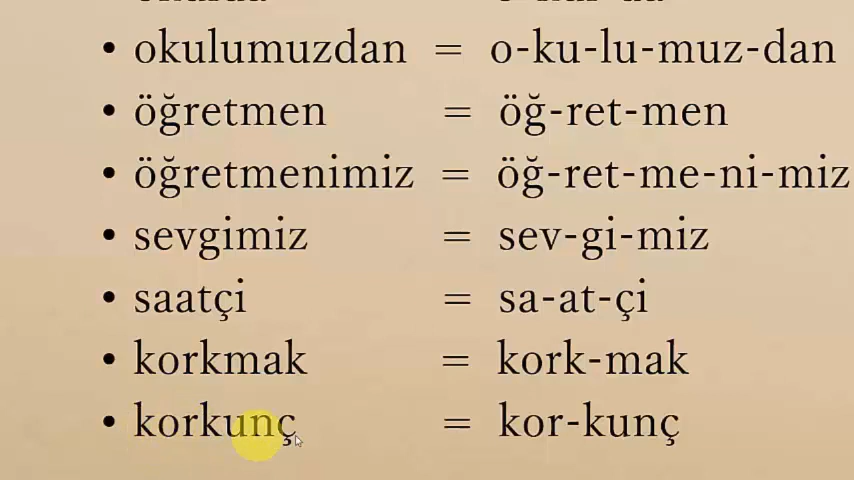 • okulumuzdan = o-ku-lu-muz-dan
• öğretmen = öğ-ret-men
• öğretmenimiz = öğ-ret-me-ni-miz
• sevgimiz = sev-gi-miz
• saatçi = sa-at-çi
• korkmak = kork-mak
• korkunç = kor-kunç